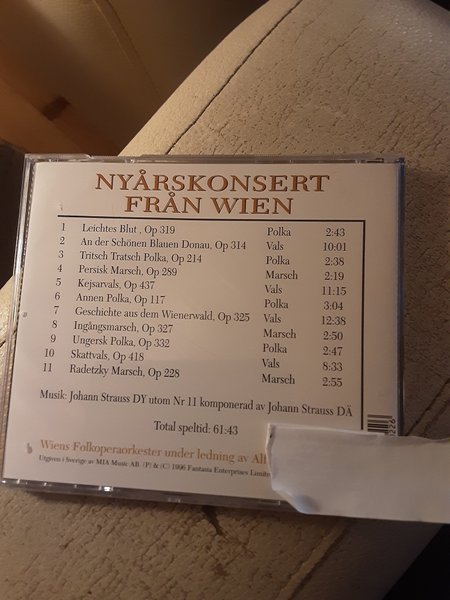 NYÅRSKONSERT
FRÅN WIEN
1 Leichtes Blut , Op 319 Polka 2:43
2 An der Schönen Blauen Donau, Op 314 Vals 10:01
3 Tritsch Tratsch Polka, Op 214 Polka 2:38
4 Persisk Marsch, Op 289 Marsch 2:19
5 Kejsarvals, Op 437 Vals 11:15
6 Annen Polka, Op 117 Polka 3:04
7 Geschichte aus dem Wienerwald, Op 325 Vals 12:38
8 Ingångsmarsch, Op 327 Marsch 2:50
9 Ungersk Polka, Op 332 Polka 2:47
10 Skattvals, Op 418 Vals 8:33
11 Radetzky Marsch, Op 228 Marsch 2:55
Musik: Johann Strauss DY utom Nr 11 komponerad av Johann Strauss DÄ
Total speltid: 61:43
Wiens Folkoperaorkester under ledning av
Utgiven i Sverige av MIA Music AB. (P) & (C) 1996 Fantasia Enterprises